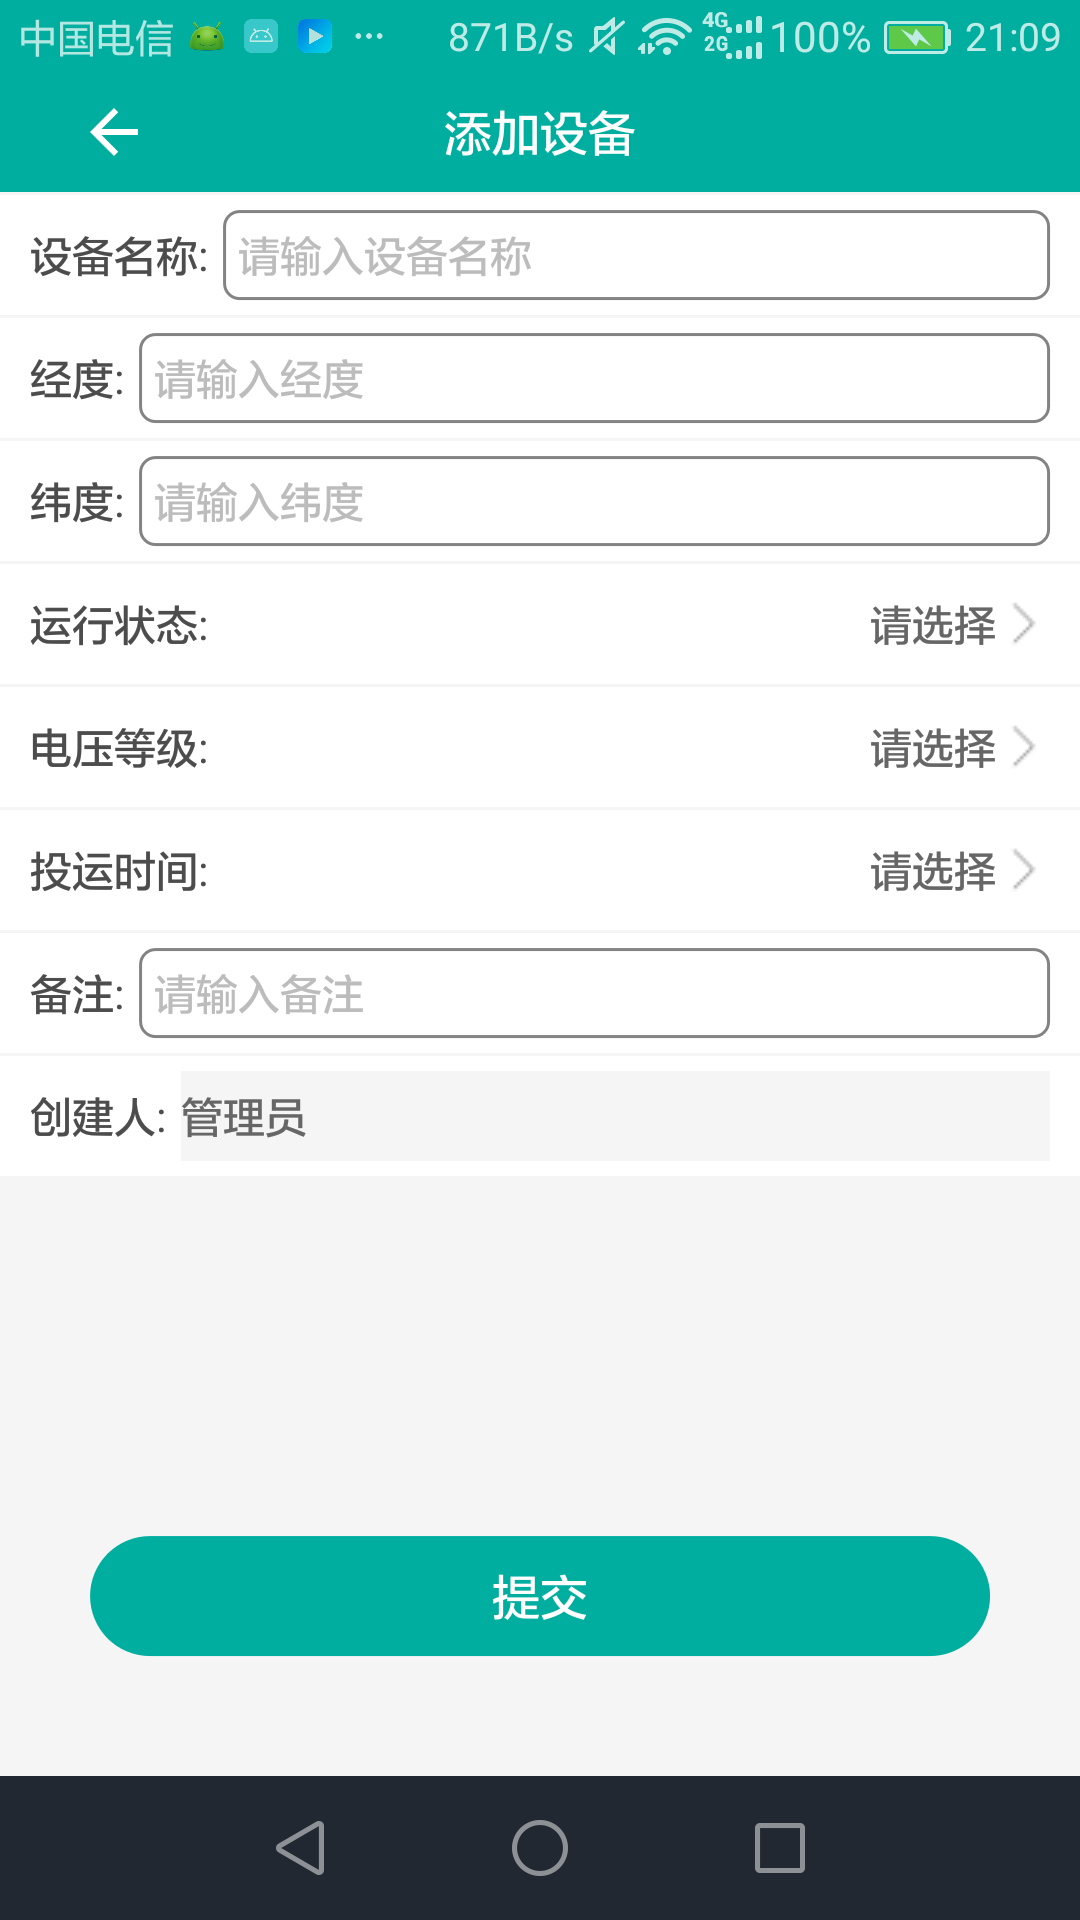 中国电信 871B/s 4G 2G 100% 21:09
添加设备
设备名称: 请输入设备名称
经度: 请输入经度
纬度: 请输入纬度
运行状态: 请选择
电压等级: 请选择
投运时间: 请选择
备注: 请输入备注
创建人: 管理员
提交